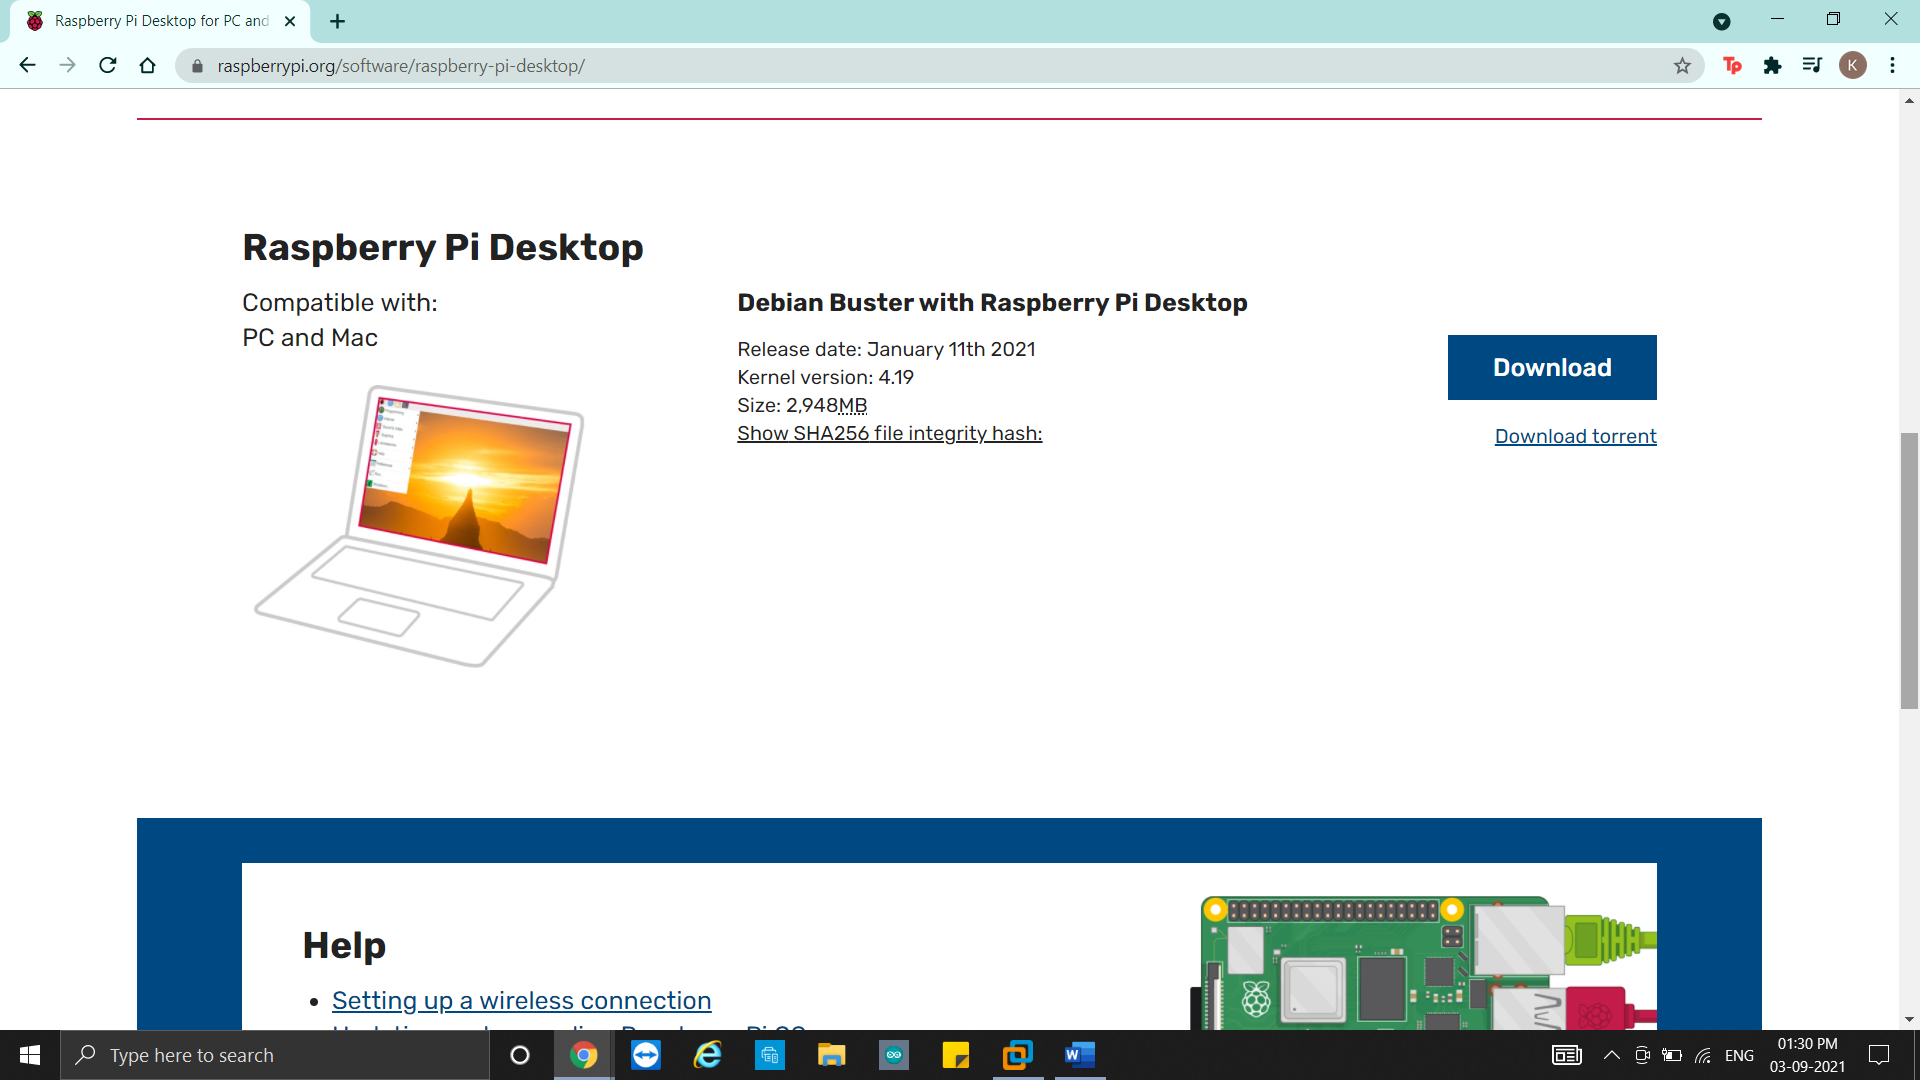 Raspberry Pi Desktop for PC and
raspberrypi.org/software/raspberry-pi-desktop/
Tp
K
Raspberry Pi Desktop
Compatible with:
PC and Mac
Debian Buster with Raspberry Pi Desktop
Release date: January 11th 2021
Kernel version: 4.19
Size: 2,948MB
Show SHA256 file integrity hash:
Download
Download torrent
Help
Setting up a wireless connection
Type here to search
ENG
01:30 PM
03-09-2021